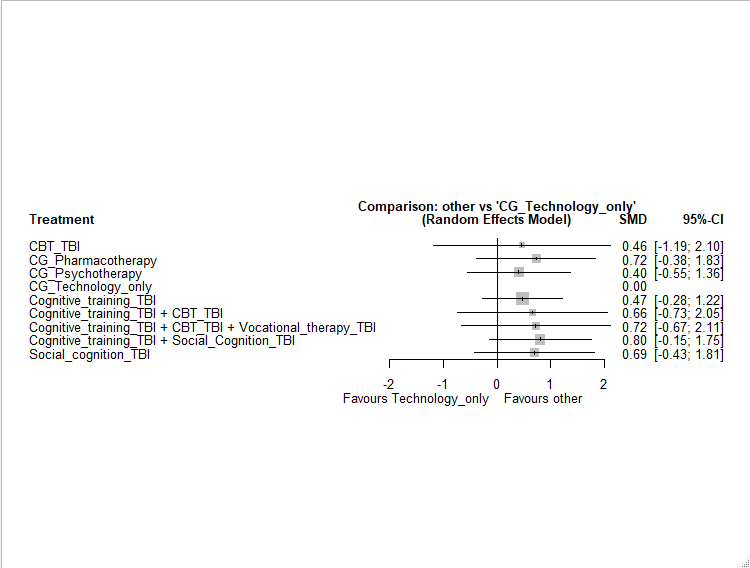 Comparison: other vs 'CG_Technology_only'
Treatment (Random Effects Model) SMD 95%-CI
CBT_TBI 0.46 [-1.19; 2.10]
CG_Pharmacotherapy 0.72 [-0.38; 1.83]
CG_Psychotherapy 0.40 [-0.55; 1.36]
CG_Technology_only 0.00
Cognitive_training_TBI 0.47 [-0.28; 1.22]
Cognitive_training_TBI + CBT_TBI 0.66 [-0.73; 2.05]
Cognitive_training_TBI + CBT_TBI + Vocational_therapy_TBI 0.72 [-0.67; 2.11]
Cognitive_training_TBI + Social_Cognition_TBI 0.80 [-0.15; 1.75]
Social_cognition_TBI 0.69 [-0.43; 1.81]
-2 -1 0 1 2
Favours Technology_only Favours other